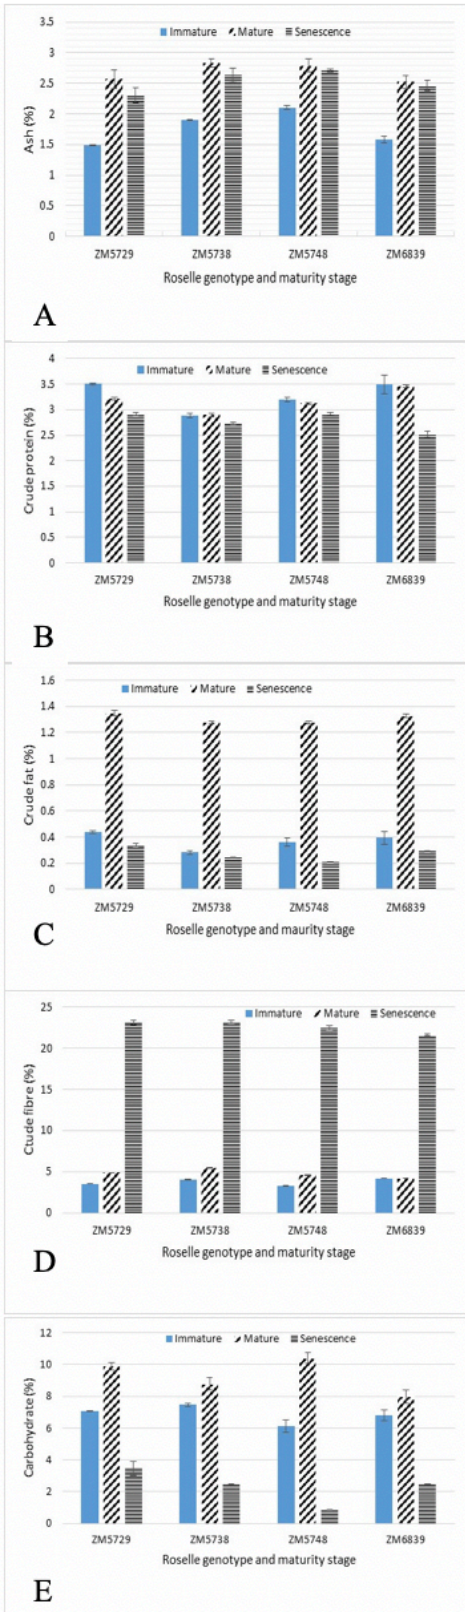 Immature Mature Senescence
3.5
3
2.5
2
1.5
1
0.5
0
Ash (%)
ZM5729 ZM5738 ZM5748 ZM6839
Roselle genotype and maturity stage
A
Immature Mature Senescence
4
3.5
3
2.5
2
1.5
1
0.5
0
Crude protein (%)
ZM5729 ZM5738 ZM5748 ZM6839
Roselle genotype and maturity stage
B
Immature Mature Senescence
1.6
1.4
1.2
1
0.8
0.6
0.4
0.2
0
Crude fat (%)
ZM5729 ZM5738 ZM5748 ZM6839
Roselle genotype and maurity stage
C
Immature Mature Senescence
25
20
15
10
5
0
Ctude fibre (%)
ZM5729 ZM5738 ZM5748 ZM6839
Roselle genotype and maturity stage
D
Immature Mature Senescence
12
10
8
6
4
2
0
Carbohydrate (%)
ZM5729 ZM5738 ZM5748 ZM6839
Roselle genotype and maturity stage
E